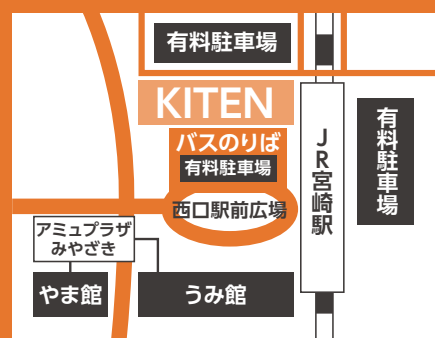 有料駐車場
KITEN
バスのりば
有料駐車場
JR宮崎駅
有料駐車場
西口駅前広場
アミュプラザ
みやざき
やま館
うみ館